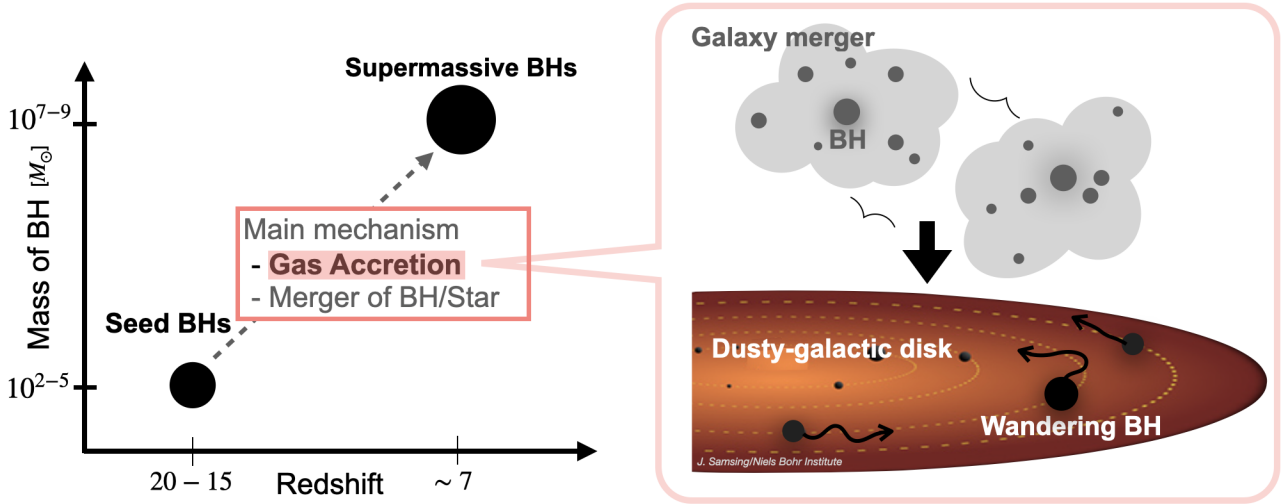 Supermassive BHs
10^{7−9}
Mass of BH [M_⊙]
Main mechanism
- Gas Accretion
- Merger of BH/Star
Seed BHs
10^{2−5}
20 − 15
Redshift
~ 7
Galaxy merger
BH
Dusty-galactic disk
Wandering BH
J. Samsing/Niels Bohr Institute